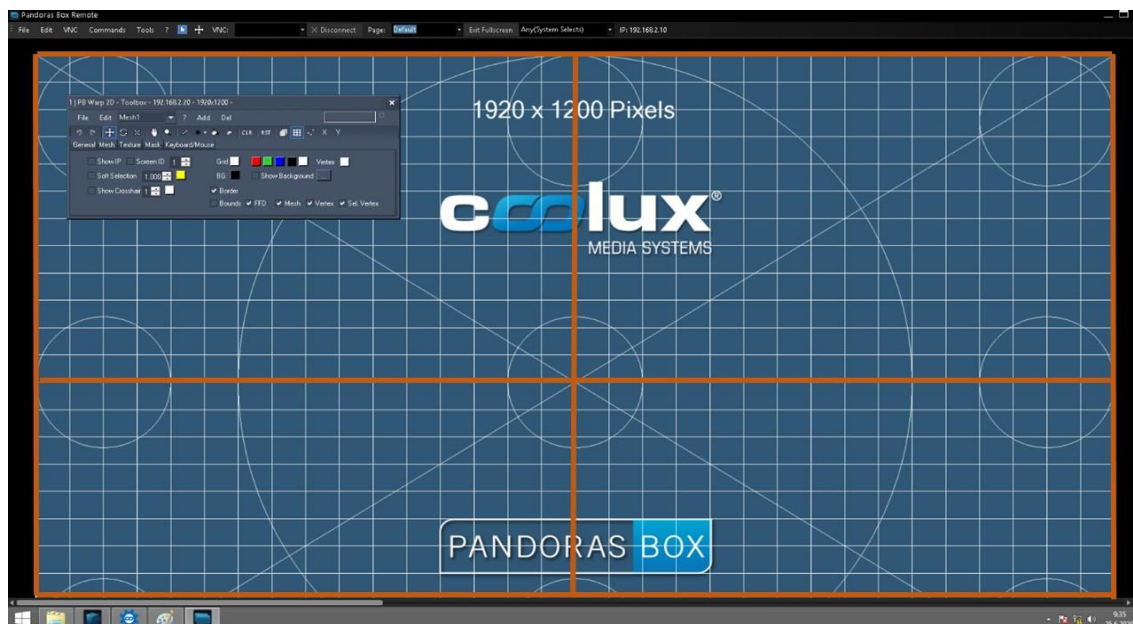 Pandoras Box Remote
File Edit VNC Commands Tools ? VNC: Disconnect Page: Default Exit Fullscreen Any(System Selects) IP: 192.168.2.10
1 | PB Warp 2D - Toolbox - 192.168.2.20 - 1920x1200 -
File Edit Mesh1 ? Add Del
CLR RST X Y
General Mesh Texture Mask Keyboard/Mouse
Show IP Screen ID 1 Grid Vertex
Soft Selection 1.000 BG Show Background ...
Show Crosshair 1 Border
Bounds FFD Mesh Vertex Sel. Vertex
1920 x 1200 Pixels
coolux®
MEDIA SYSTEMS
PANDORAS BOX
9:35